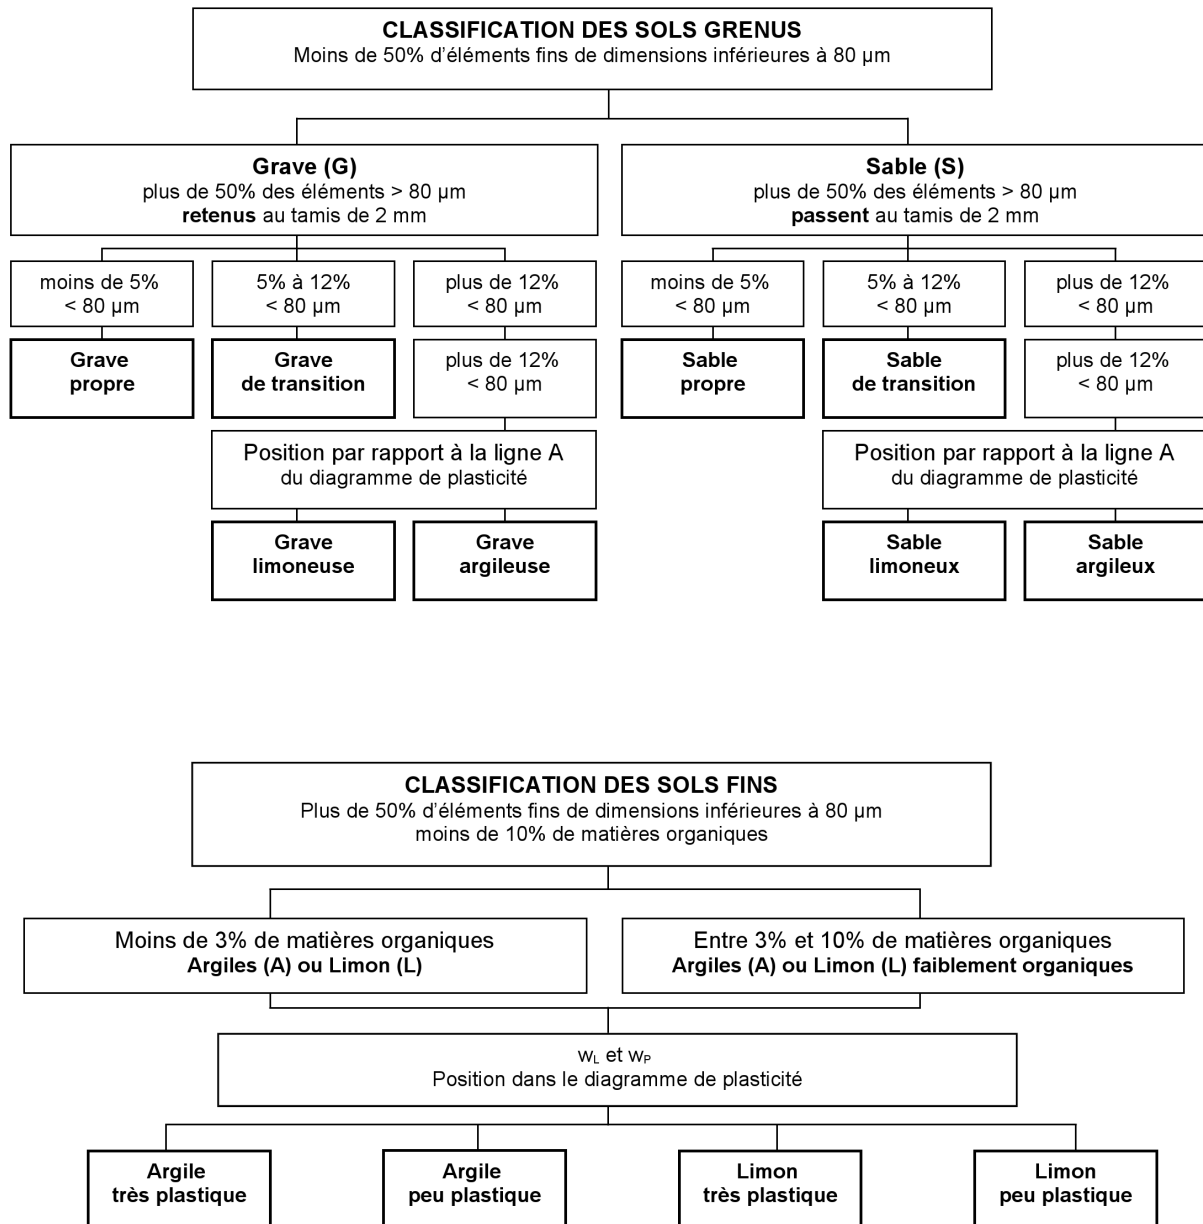 CLASSIFICATION DES SOLS GRENUS
Moins de 50% d'éléments fins de dimensions inférieures à 80 µm
Grave (G)
plus de 50% des éléments > 80 µm
retenus au tamis de 2 mm
Sable (S)
plus de 50% des éléments > 80 µm
passent au tamis de 2 mm
moins de 5%
< 80 µm
5% à 12%
< 80 µm
plus de 12%
< 80 µm
moins de 5%
< 80 µm
5% à 12%
< 80 µm
plus de 12%
< 80 µm
Grave
propre
Grave
de transition
plus de 12%
< 80 µm
Sable
propre
Sable
de transition
plus de 12%
< 80 µm
Position par rapport à la ligne A
du diagramme de plasticité
Position par rapport à la ligne A
du diagramme de plasticité
Grave
limoneuse
Grave
argileuse
Sable
limoneux
Sable
argileux
CLASSIFICATION DES SOLS FINS
Plus de 50% d'éléments fins de dimensions inférieures à 80 µm
moins de 10% de matières organiques
Moins de 3% de matières organiques
Argiles (A) ou Limon (L)
Entre 3% et 10% de matières organiques
Argiles (A) ou Limon (L) faiblement organiques
wL et wP
Position dans le diagramme de plasticité
Argile
très plastique
Argile
peu plastique
Limon
très plastique
Limon
peu plastique